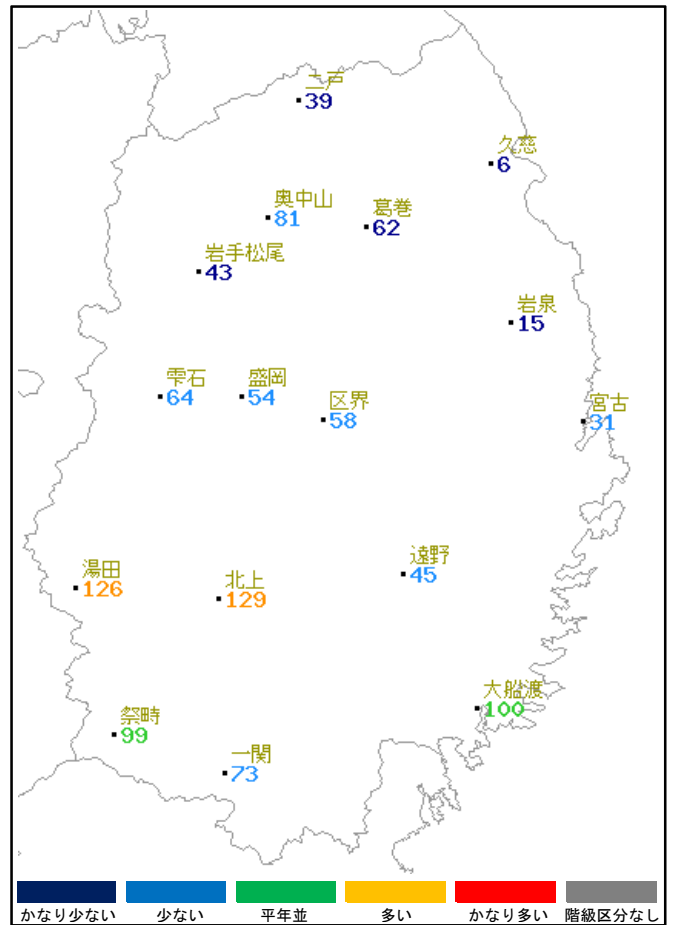 二戸
39
久慈
6
奥中山
81
葛巻
62
岩手松尾
43
岩泉
15
雫石
64
盛岡
54
区界
58
宮古
31
湯田
126
北上
129
遠野
45
大船渡
100
祭畤
99
一関
73
かなり少ない
少ない
平年並
多い
かなり多い
階級区分なし